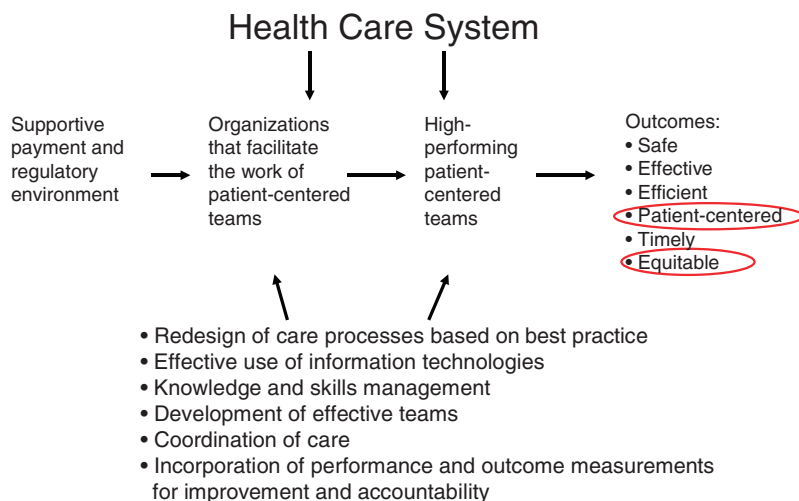 Health Care System
Supportive
payment and
regulatory
environment
Organizations
that facilitate
the work of
patient-centered
teams
High-
performing
patient-
centered
teams
Outcomes:
• Safe
• Effective
• Efficient
• Patient-centered
• Timely
• Equitable
• Redesign of care processes based on best practice
• Effective use of information technologies
• Knowledge and skills management
• Development of effective teams
• Coordination of care
• Incorporation of performance and outcome measurements
for improvement and accountability